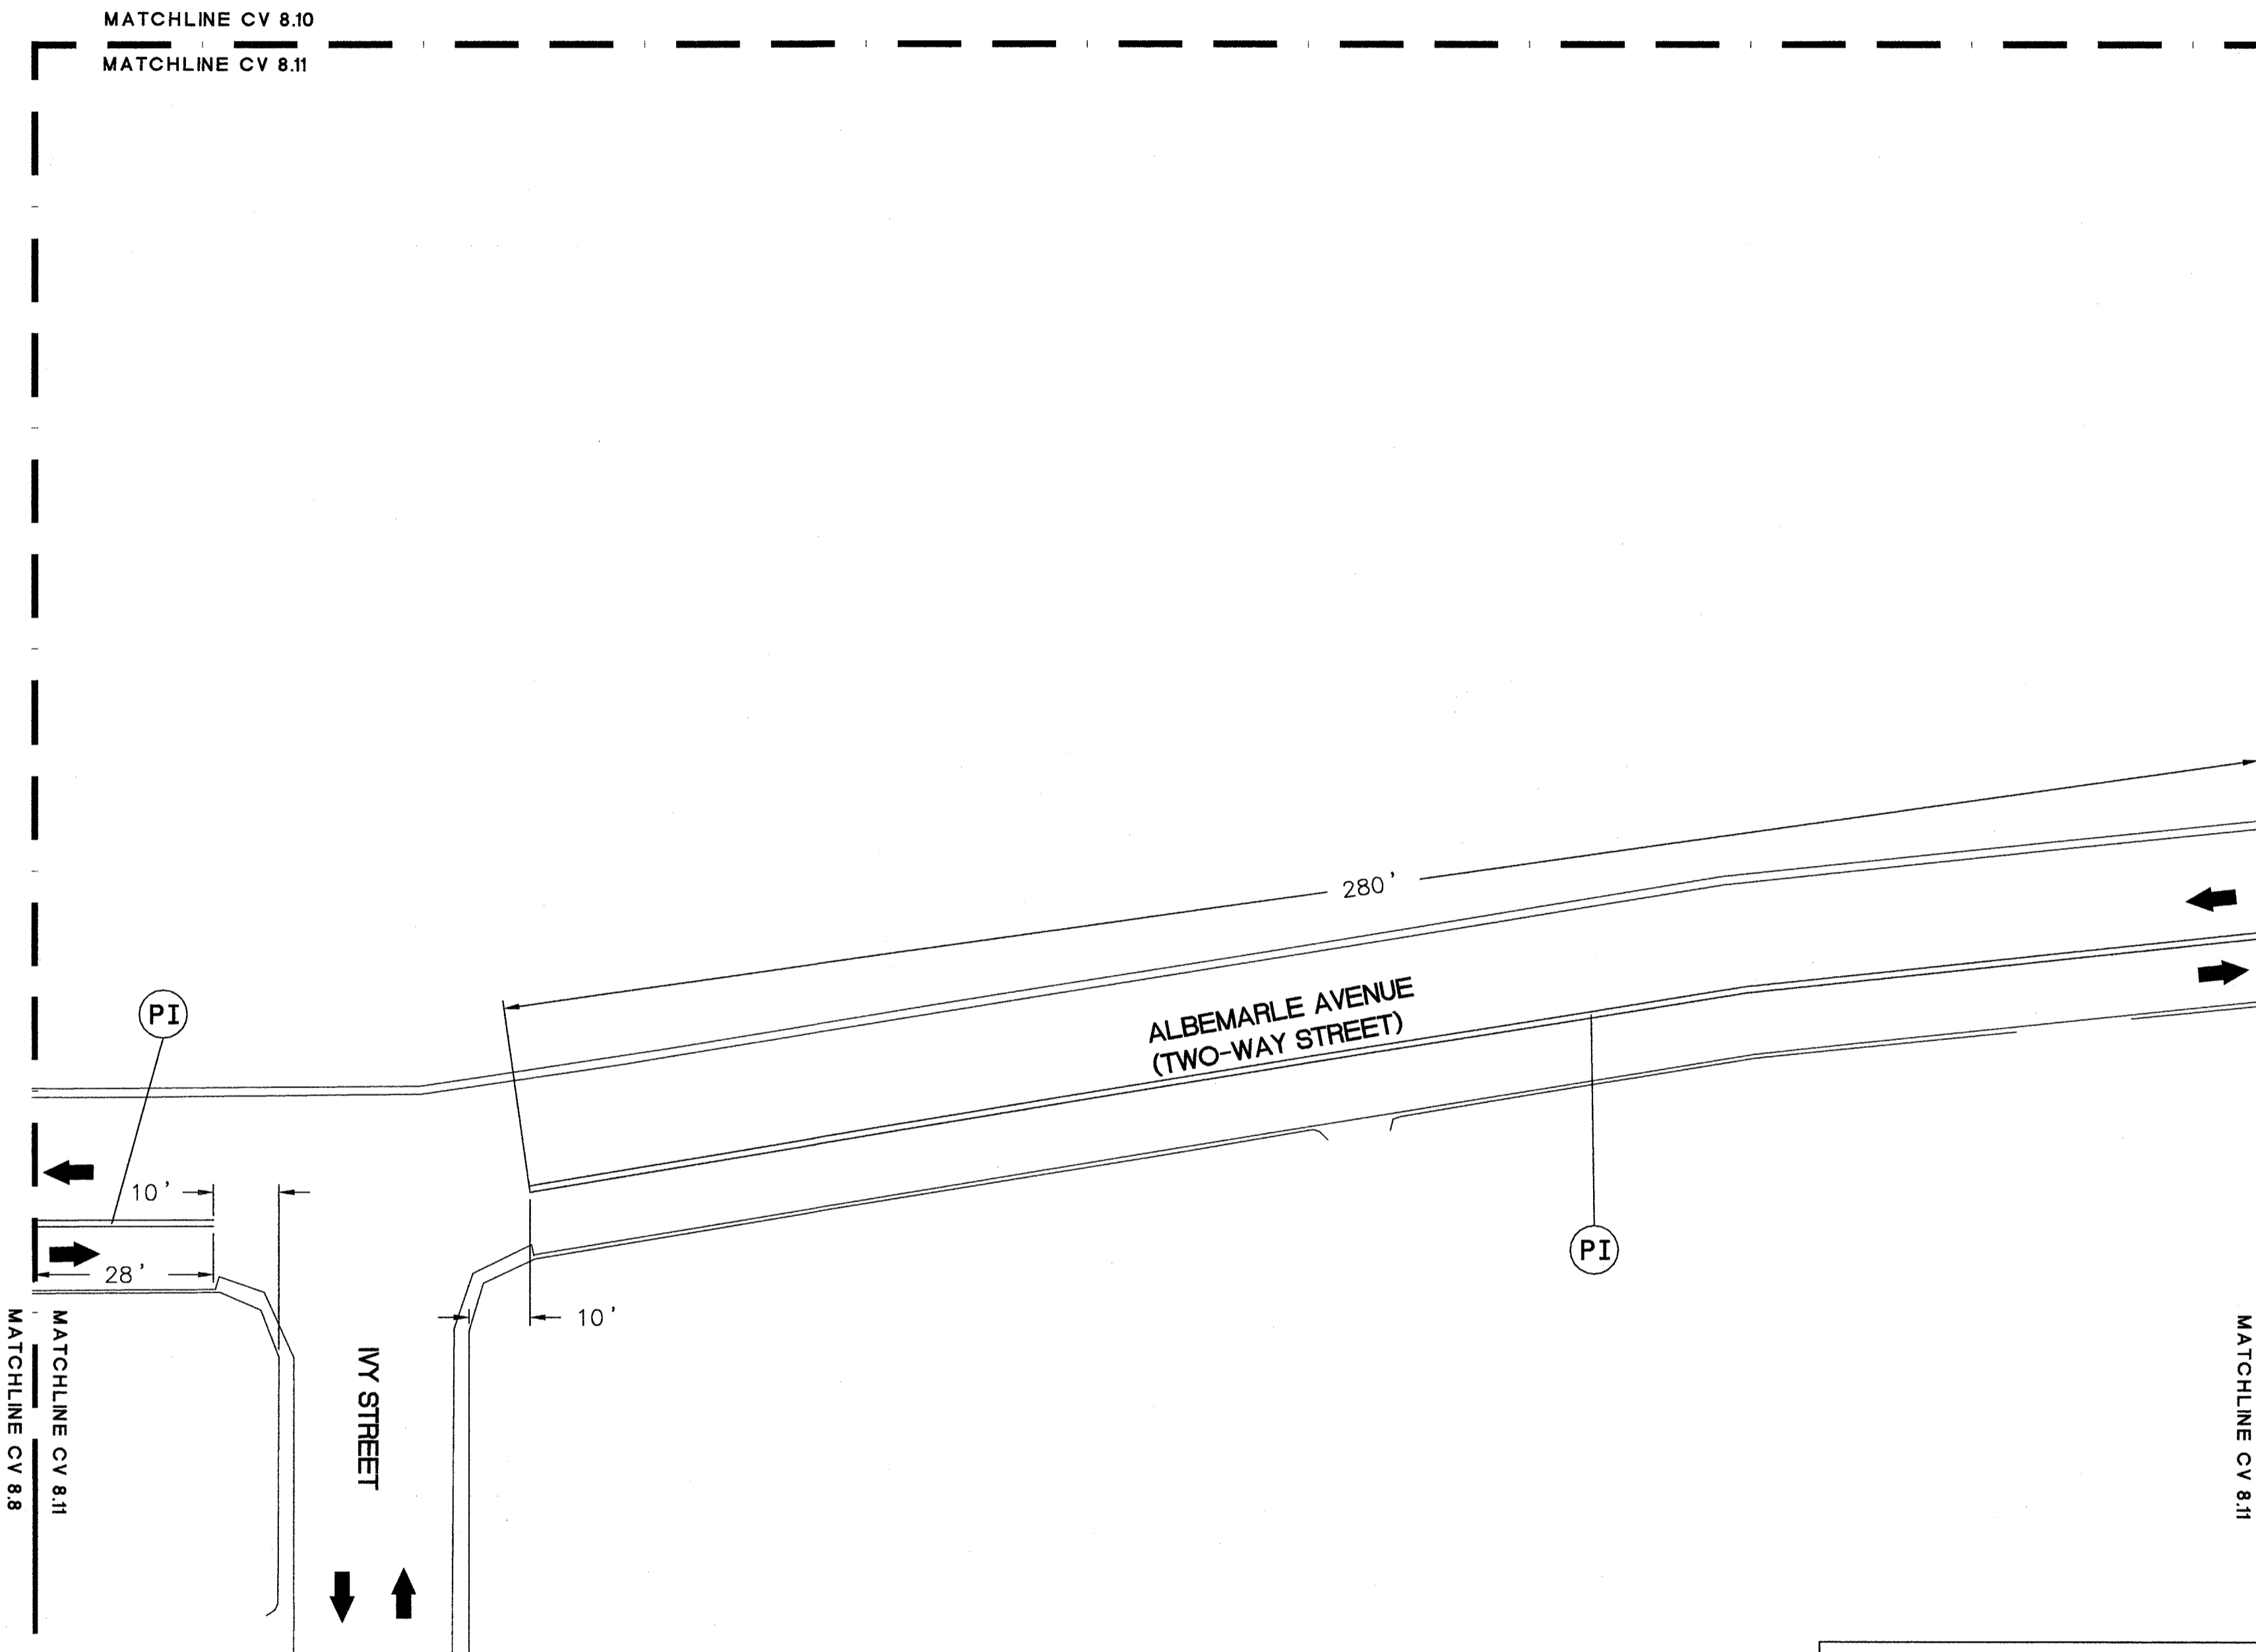 MATCHLINE CV 8.10
MATCHLINE CV 8.11
280'
ALBEMARLE AVENUE
(TWO-WAY STREET)
PI
10'
28'
PI
10'
IVY STREET
MATCHLINE CV 8.11
MATCHLINE CV 8.8
MATCHLINE CV 8.11